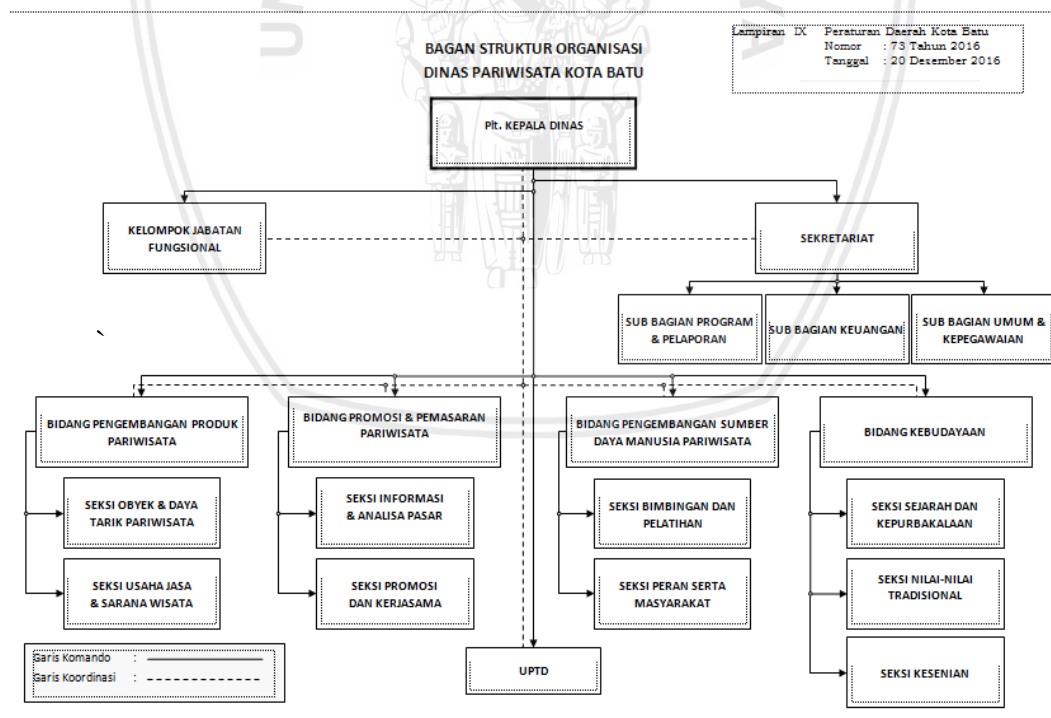 Lampiran IX Peraturan Daerah Kota Batu
Nomor : 73 Tahun 2016
Tanggal : 20 Desember 2016
BAGAN STRUKTUR ORGANISASI
DINAS PARIWISATA KOTA BATU
Plt. KEPALA DINAS
KELOMPOK JABATAN
FUNGSIONAL
SEKRETARIAT
SUB BAGIAN PROGRAM
& PELAPORAN
SUB BAGIAN KEUANGAN
SUB BAGIAN UMUM &
KEPEGAWAIAN
BIDANG PENGEMBANGAN PRODUK
PARIWISATA
BIDANG PROMOSI & PEMASARAN
PARIWISATA
BIDANG PENGEMBANGAN SUMBER
DAYA MANUSIA PARIWISATA
BIDANG KEBUDAYAAN
SEKSI OBYEK & DAYA
TARIK PARIWISATA
SEKSI INFORMASI
& ANALISA PASAR
SEKSI BIMBINGAN DAN
PELATIHAN
SEKSI SEJARAH DAN
KEPURBAKALAAN
SEKSI USAHA JASA
& SARANA WISATA
SEKSI PROMOSI
DAN KERJASAMA
SEKSI PERAN SERTA
MASYARAKAT
SEKSI NILAI-NILAI
TRADISIONAL
SEKSI KESENIAN
UPTD
Garis Komando :
Garis Koordinasi :